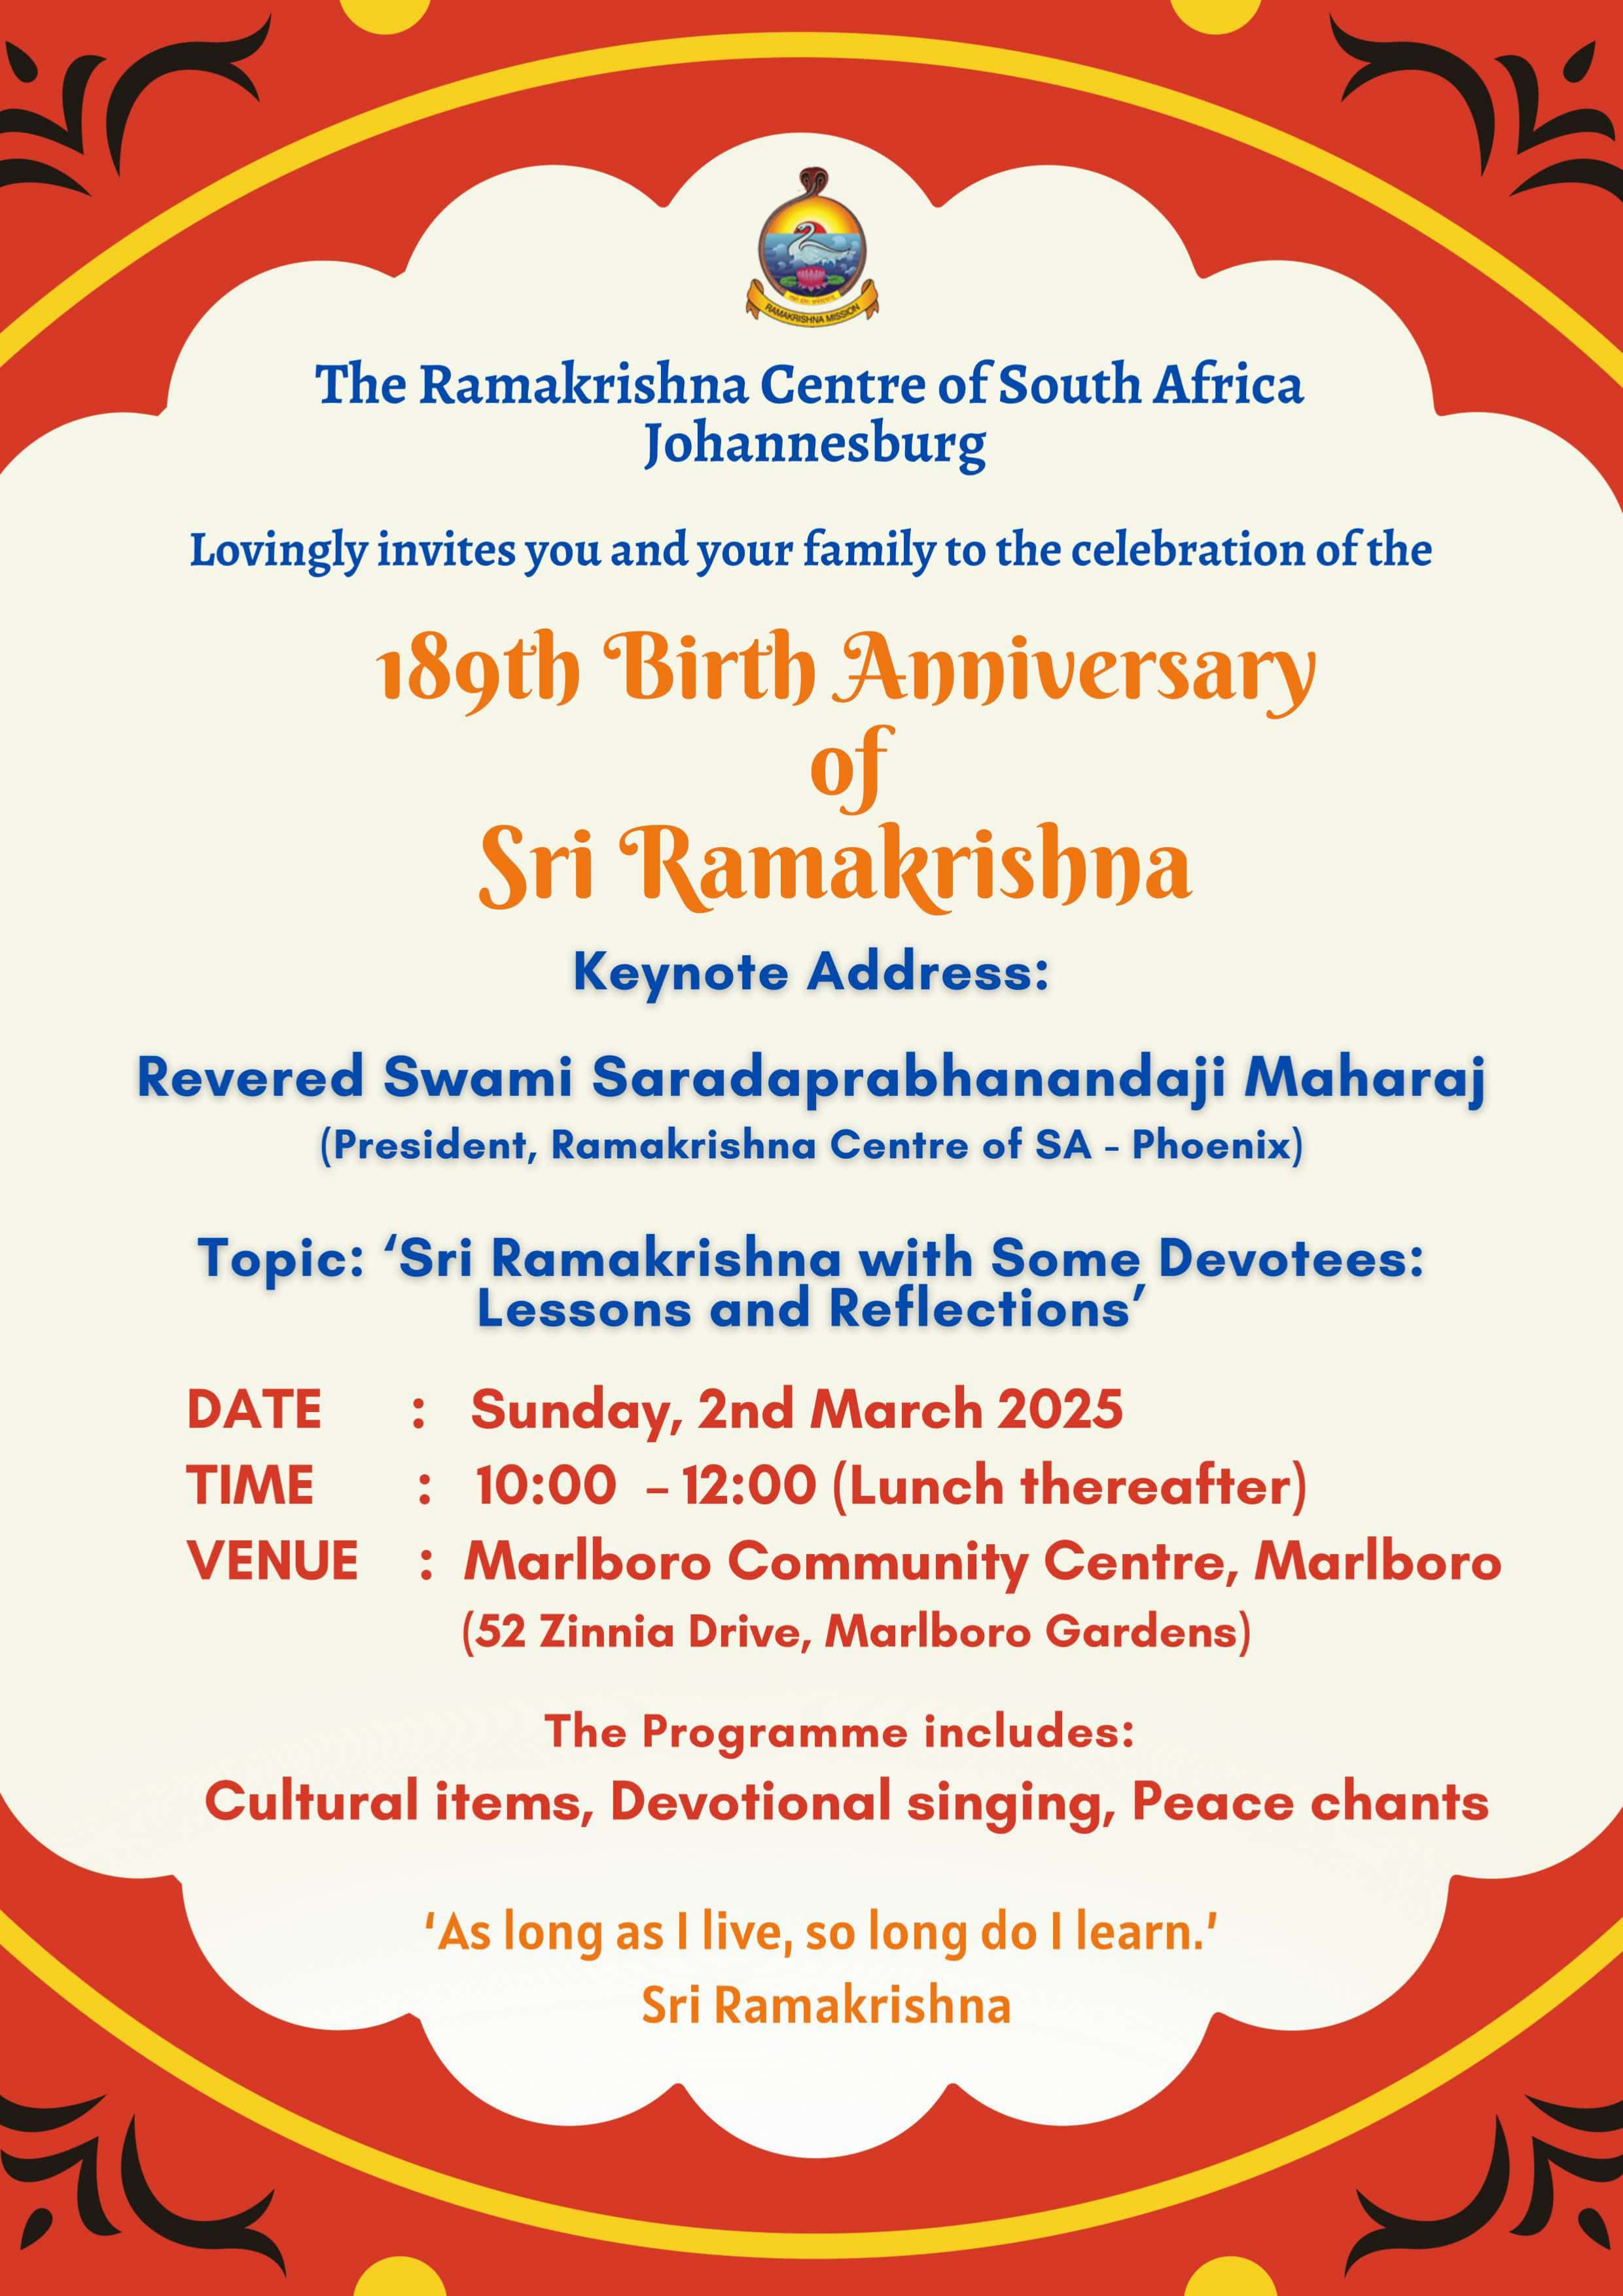 RAMAKRISHNA MISSION
The Ramakrishna Centre of South Africa
Johannesburg
Lovingly invites you and your family to the celebration of the
189th Birth Anniversary
of
Sri Ramakrishna
Keynote Address:
Revered Swami Saradaprabhanandaji Maharaj
(President, Ramakrishna Centre of SA - Phoenix)
Topic: ‘Sri Ramakrishna with Some Devotees:
Lessons and Reflections’
DATE : Sunday, 2nd March 2025
TIME : 10:00 – 12:00 (Lunch thereafter)
VENUE : Marlboro Community Centre, Marlboro
(52 Zinnia Drive, Marlboro Gardens)
The Programme includes:
Cultural items, Devotional singing, Peace chants
‘As long as I live, so long do I learn.’
Sri Ramakrishna